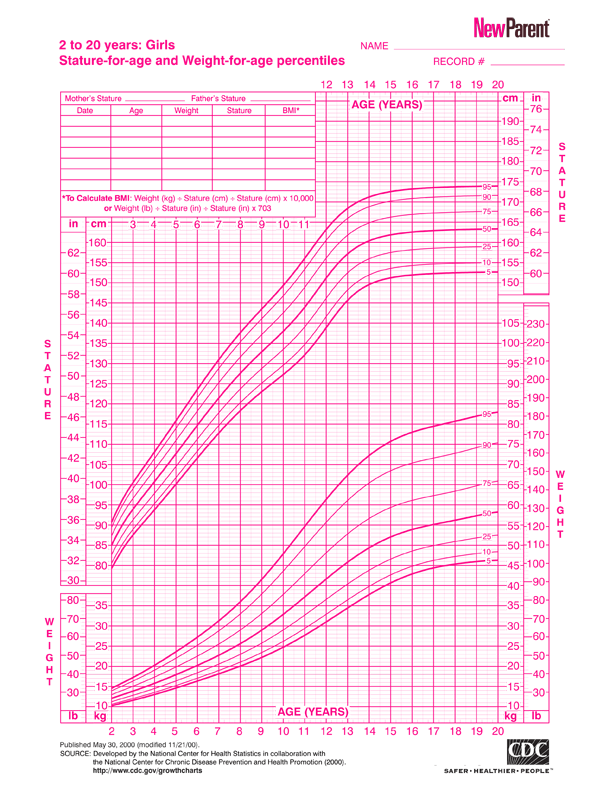 NewParent
2 to 20 years: Girls
Stature-for-age and Weight-for-age percentiles
NAME
RECORD #
12 13 14 15 16 17 18 19 20
AGE (YEARS)
Mother's Stature Father's Stature
Date Age Weight Stature BMI*
*To Calculate BMI: Weight (kg) ÷ Stature (cm) ÷ Stature (cm) x 10,000
or Weight (lb) ÷ Stature (in) ÷ Stature (in) x 703
cm in
76
190 74
185 72
180 70
175 68
170 66
165 64
160 62
155 60
150
STATURE
95
90
75
50
25
10
5
in cm 3 4 5 6 7 8 9 10 11
160
62 155
60 150
58 145
56 140
54 135
52 130
50 125
48 120
46 115
44 110
42 105
40 100
38 95
36 90
34 85
32 80
30
STATURE
105 230
100 220
95 210
90 200
85 190
80 180
75 170
70 160
65 150
60 140
55 130
50 120
45 110
40 100
35 90
30 80
25 70
20 60
15 50
10 40
30
kg lb
WEIGHT
95
90
75
50
25
10
5
80
70 35
60 30
50 25
40 20
30 15
10
lb kg
WEIGHT
AGE (YEARS)
2 3 4 5 6 7 8 9 10 11 12 13 14 15 16 17 18 19 20
Published May 30, 2000 (modified 11/21/00).
SOURCE: Developed by the National Center for Health Statistics in collaboration with
the National Center for Chronic Disease Prevention and Health Promotion (2000).
http://www.cdc.gov/growthcharts
CDC
SAFER • HEALTHIER • PEOPLE™